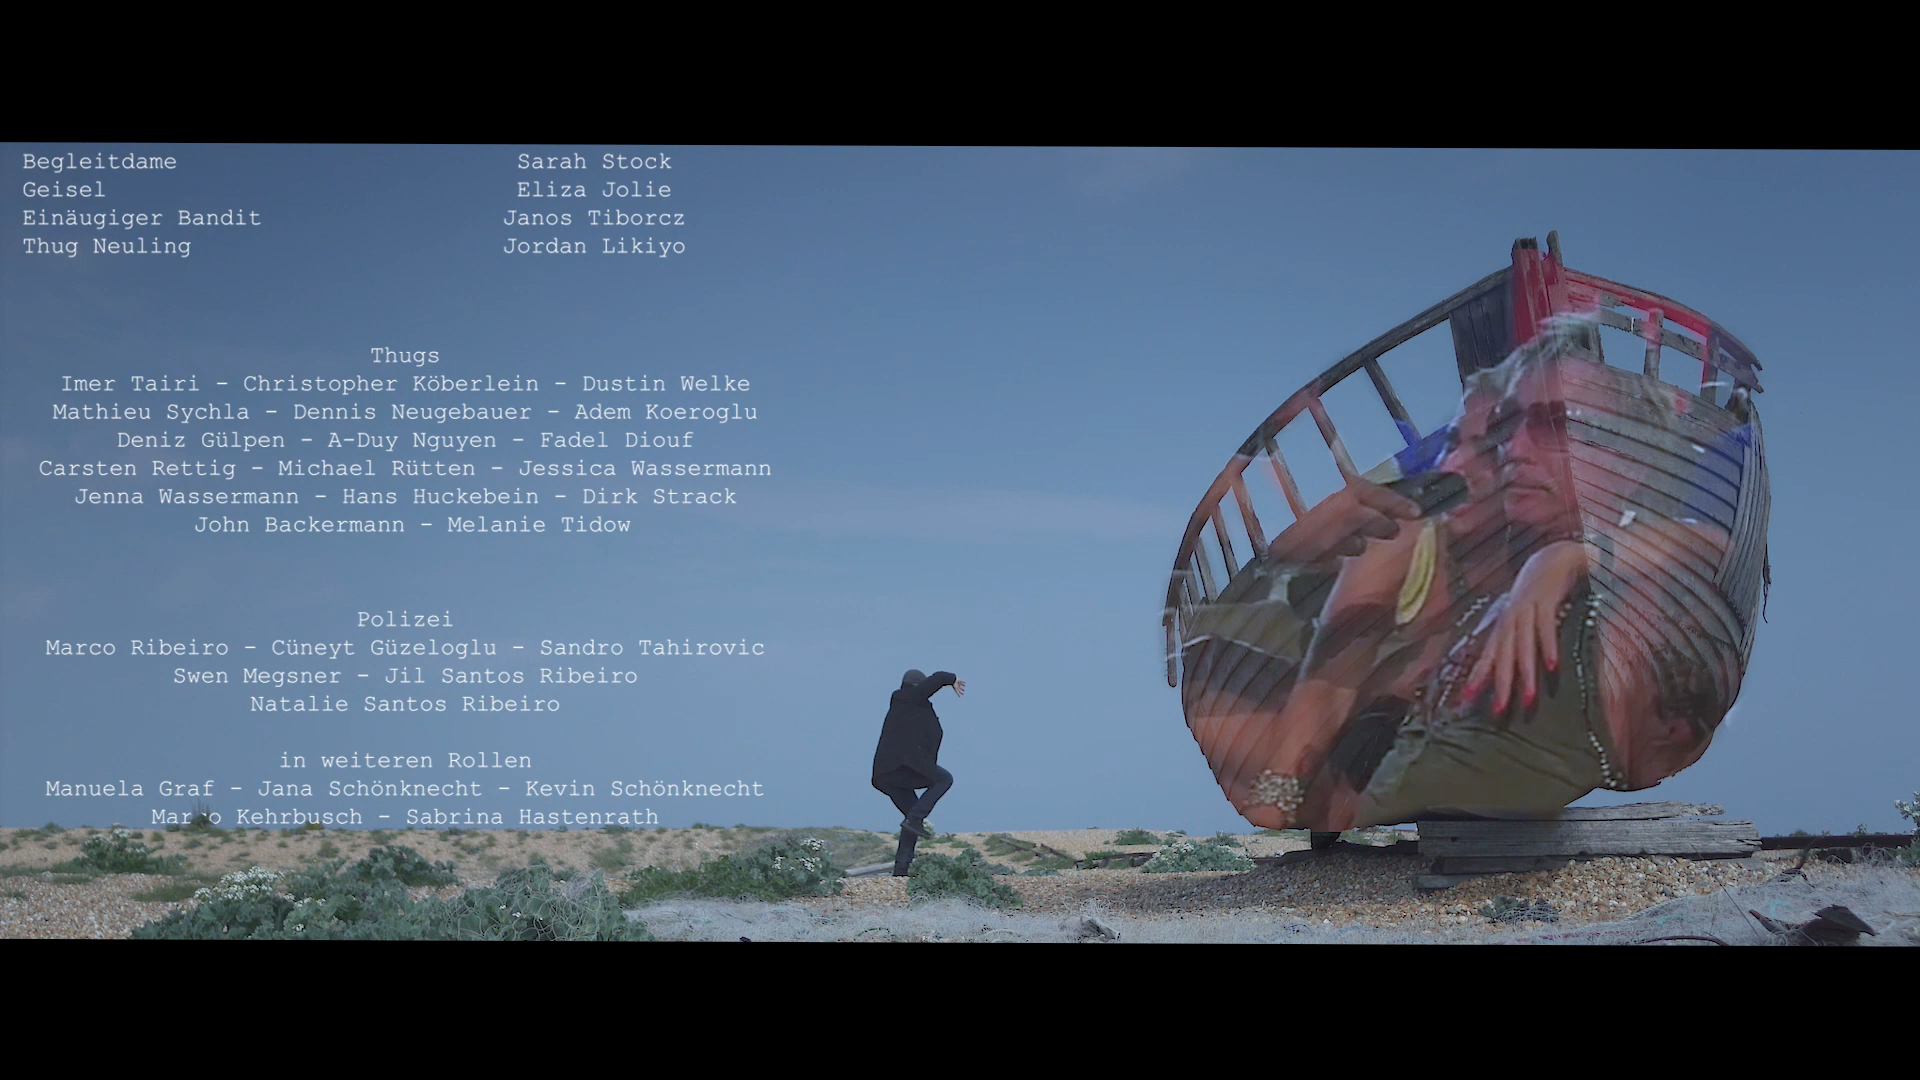 Begleitdame Sarah Stock
Geisel Eliza Jolie
Einäugiger Bandit Janos Tiborcz
Thug Neuling Jordan Likiyo
Thugs
Imer Tairi - Christopher Köberlein - Dustin Welke
Mathieu Sychla - Dennis Neugebauer - Adem Koeroglu
Deniz Gülpen - A-Duy Nguyen - Fadel Diouf
Carsten Rettig - Michael Rütten - Jessica Wassermann
Jenna Wassermann - Hans Huckebein - Dirk Strack
John Backermann - Melanie Tidow
Polizei
Marco Ribeiro - Cüneyt Güzeloglu - Sandro Tahirovic
Swen Megsner - Jil Santos Ribeiro
Natalie Santos Ribeiro
in weiteren Rollen
Manuela Graf - Jana Schönknecht - Kevin Schönknecht
Kehrbusch - Sabrina Hastenrath